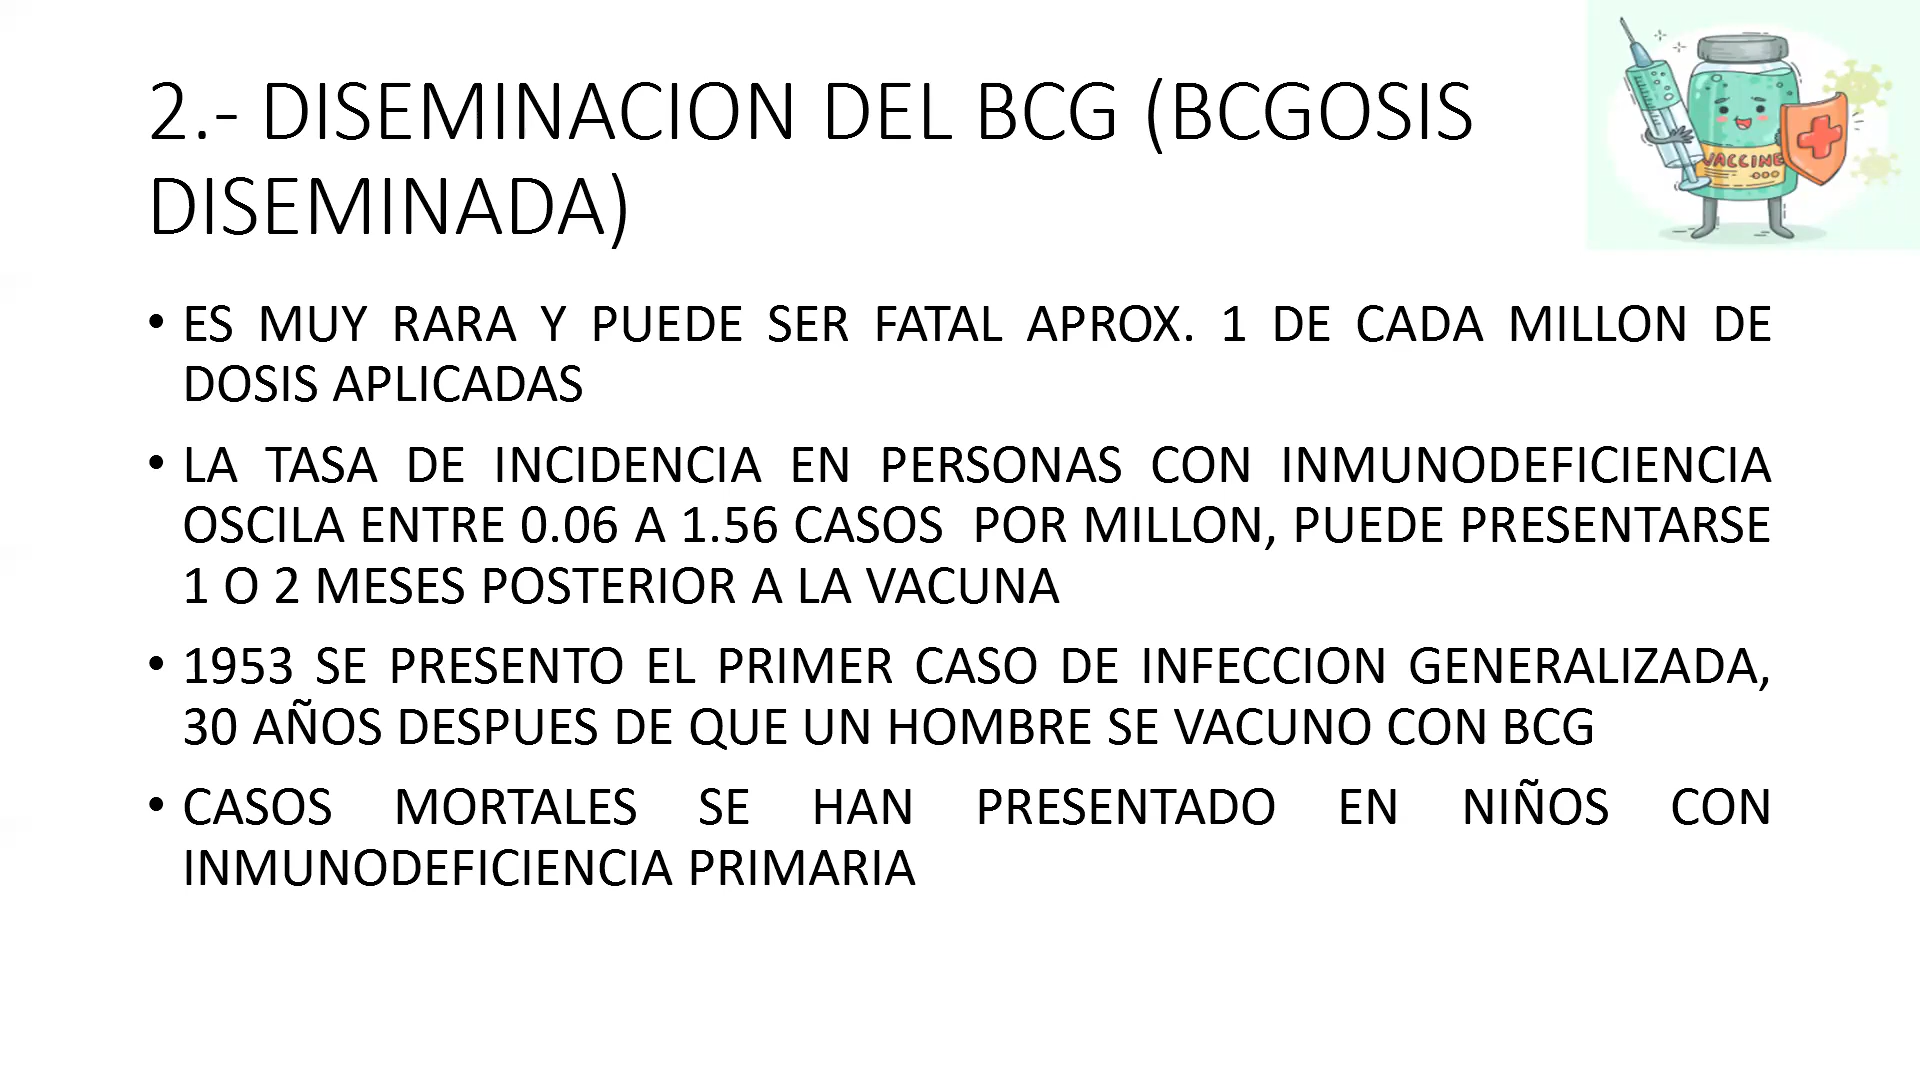 2.- DISEMINACION DEL BCG (BCGOSIS
DISEMINADA)
VACCINE
• ES MUY RARA Y PUEDE SER FATAL APROX. 1 DE CADA MILLON DE
DOSIS APLICADAS
• LA TASA DE INCIDENCIA EN PERSONAS CON INMUNODEFICIENCIA
OSCILA ENTRE 0.06 A 1.56 CASOS  POR MILLON, PUEDE PRESENTARSE
1 O 2 MESES POSTERIOR A LA VACUNA
• 1953 SE PRESENTO EL PRIMER CASO DE INFECCION GENERALIZADA,
30 AÑOS DESPUES DE QUE UN HOMBRE SE VACUNO CON BCG
• CASOS MORTALES SE HAN PRESENTADO EN NIÑOS CON
INMUNODEFICIENCIA PRIMARIA